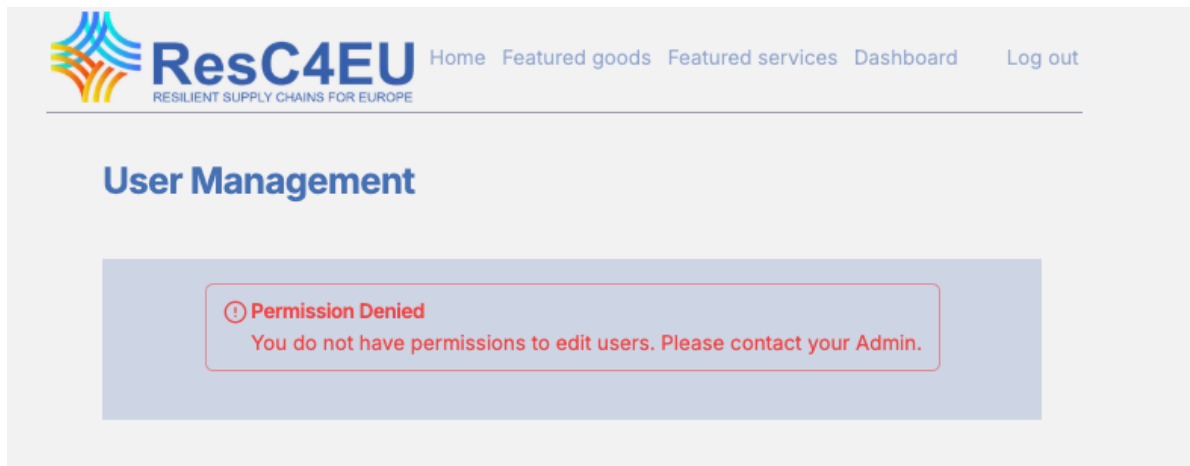 ResC4EU
RESILIENT SUPPLY CHAINS FOR EUROPE
Home Featured goods Featured services Dashboard Log out
User Management
Permission Denied
You do not have permissions to edit users. Please contact your Admin.